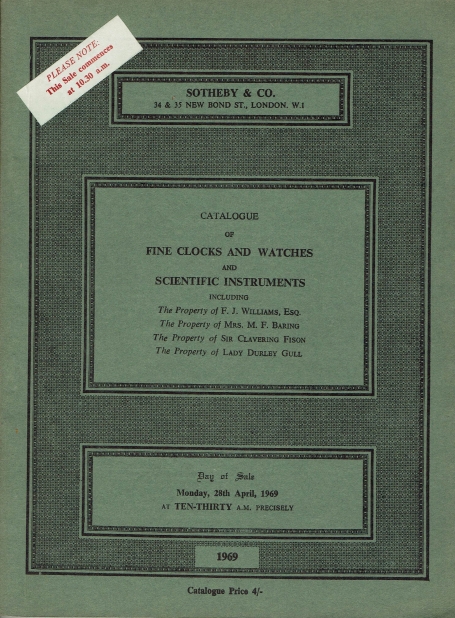 PLEASE NOTE:
This Sale commences
at 10.30 a.m.
SOTHEBY & CO.
34 & 35 NEW BOND ST., LONDON. W.1
CATALOGUE
OF
FINE CLOCKS AND WATCHES
AND
SCIENTIFIC INSTRUMENTS
INCLUDING
The Property of F. J. WILLIAMS, ESQ.
The Property of MRS. M. F. BARING
The Property of SIR CLAVERING FISON
The Property of LADY DURLEY GULL
Day of Sale
Monday, 28th April, 1969
AT TEN-THIRTY A.M. PRECISELY
1969
Catalogue Price 4/-